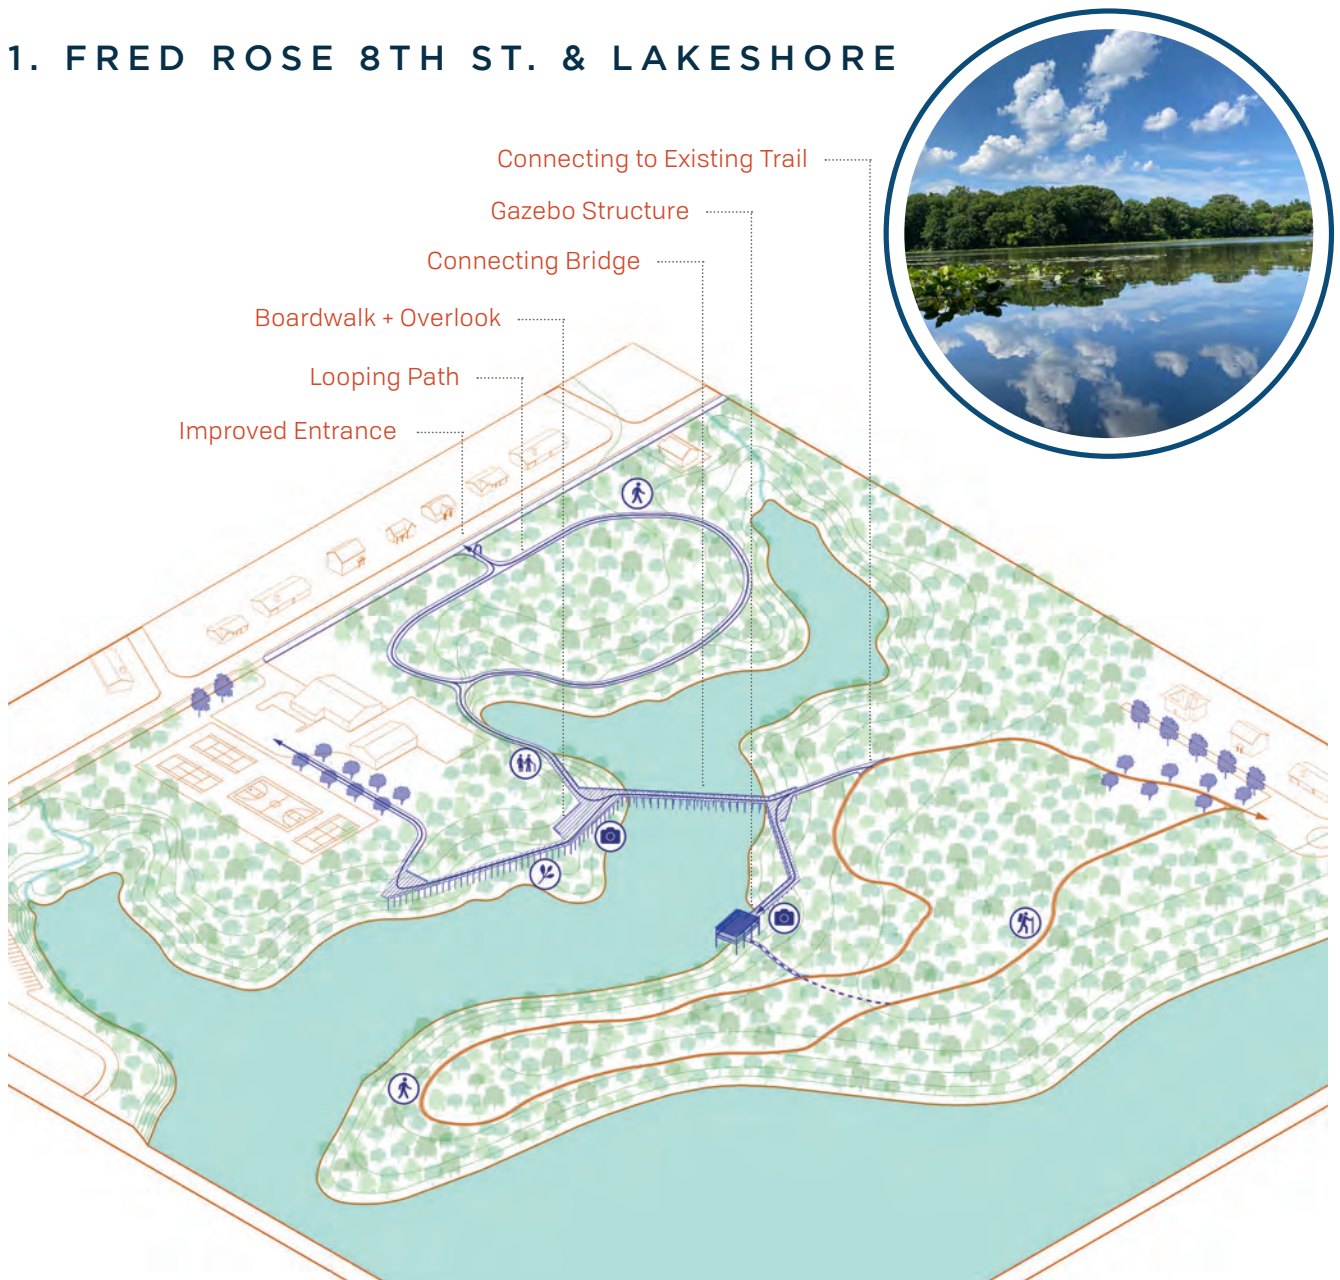 1. FRED ROSE 8TH ST. & LAKESHORE
Connecting to Existing Trail
Gazebo Structure
Connecting Bridge
Boardwalk + Overlook
Looping Path
Improved Entrance